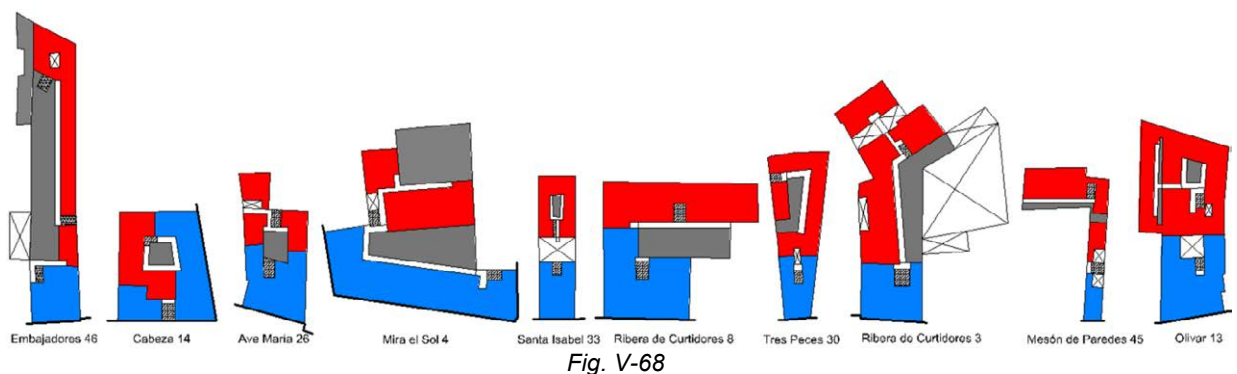 Embajadores 46 Cabeza 14 Ave María 26 Mira el Sol 4 Santa Isabel 33 Ribera de Curtidores 8 Tres Peces 30 Ribera de Curtidores 3 Mesón de Paredes 45 Olivar 13
Fig. V-68